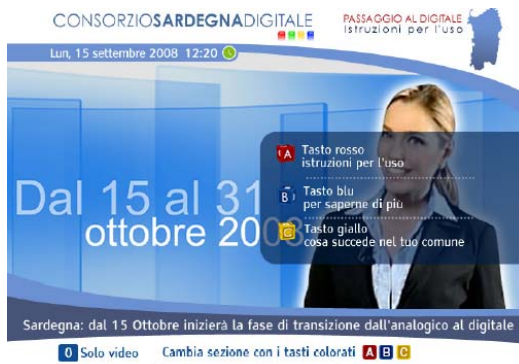 CONSORZIOSARDEGNADIGITALE
PASSAGGIO AL DIGITALE
Istruzioni per l'uso
Lun, 15 settembre 2008 12:20
A Tasto rosso
istruzioni per l'uso
B Tasto blu
per saperne di più
C Tasto giallo
cosa succede nel tuo comune
Dal 15 al 31
ottobre 2008
Sardegna: dal 15 Ottobre inizierà la fase di transizione dall'analogico al digitale
0 Solo video Cambia sezione con i tasti colorati A B C